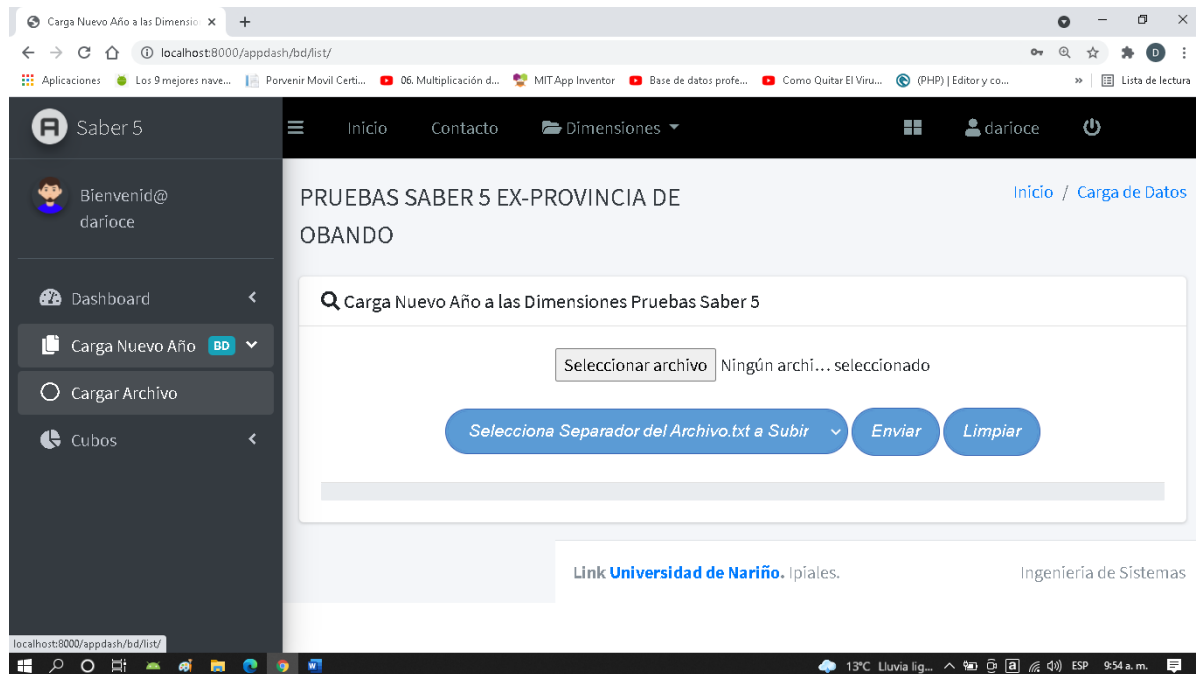 Carga Nuevo Año a las Dimensio
localhost:8000/appdash/bd/list/
D
Aplicaciones
Los 9 mejores nave...
Porvenir Movil Certi...
06. Multiplicación d...
MIT App Inventor
Base de datos profe...
Como Quitar El Viru...
(PHP) | Editor y co...
»
Lista de lectura
Saber 5
Inicio
Contacto
Dimensiones
darioce
Bienvenid@
darioce
PRUEBAS SABER 5 EX-PROVINCIA DE
OBANDO
Inicio / Carga de Datos
Dashboard
Carga Nuevo Año BD
Cargar Archivo
Cubos
Carga Nuevo Año a las Dimensiones Pruebas Saber 5
Seleccionar archivo Ningún archi... seleccionado
Selecciona Separador del Archivo.txt a Subir
Enviar
Limpiar
Link Universidad de Nariño. Ipiales.
Ingenieria de Sistemas
localhost:8000/appdash/bd/list/
13°C Lluvia lig...
ESP
9:54 a. m.